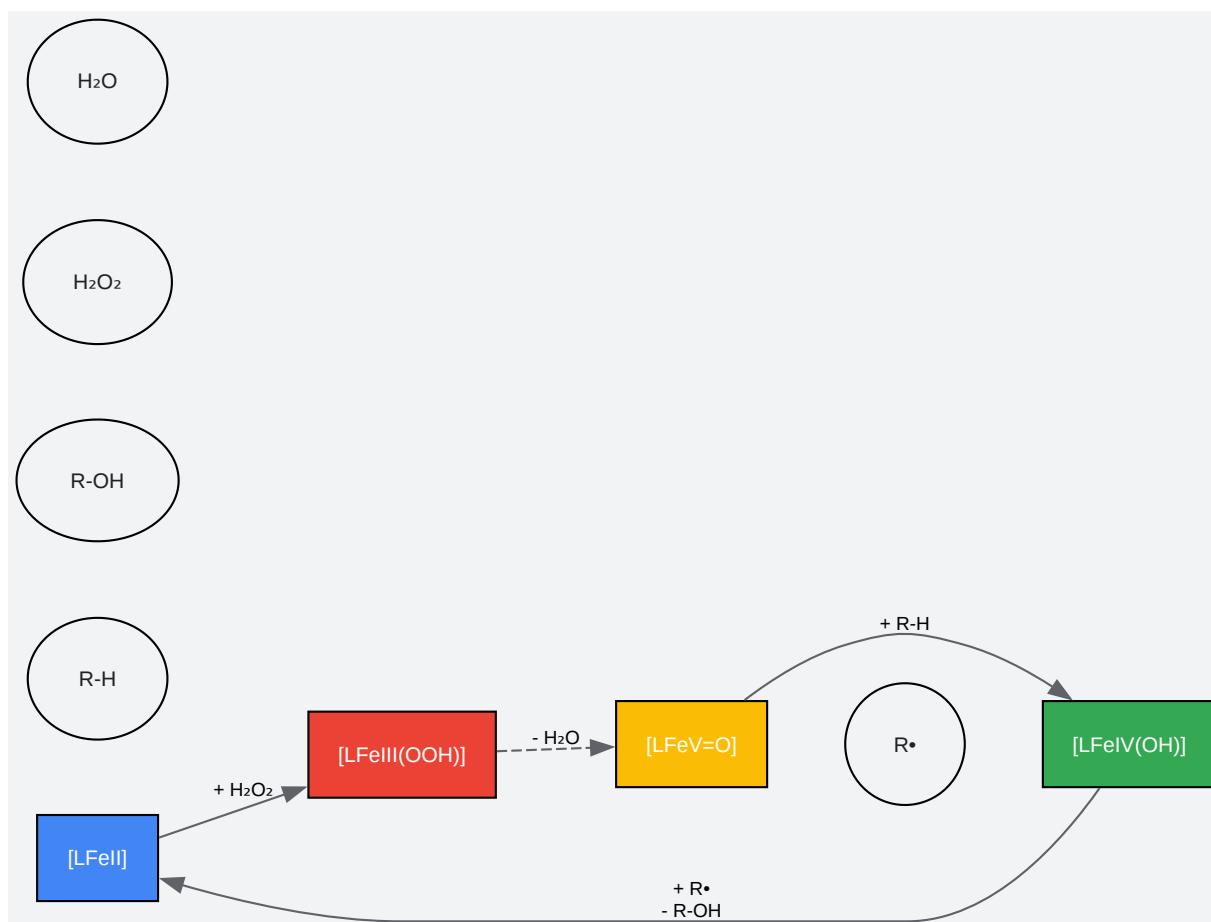 H₂O
H₂O₂
R-OH
R-H
+ R-H
[LFeIII(OOH)]
- H₂O
[LFeV=O]
R•
[LFeIV(OH)]
+ H₂O₂
[LFeII]
+ R•
- R-OH